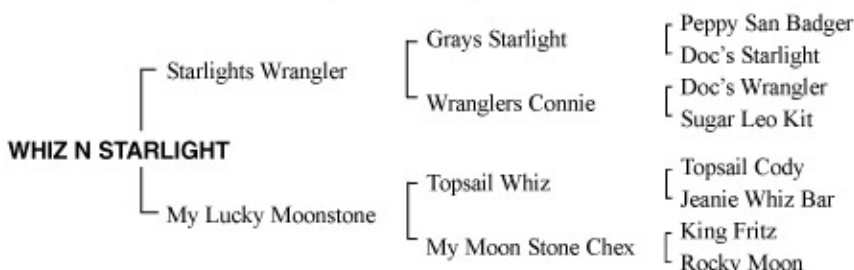 Peppy San Badger
Grays Starlight
Doc's Starlight
Starlights Wrangler
Doc's Wrangler
Wranglers Connie
Sugar Leo Kit
WHIZ N STARLIGHT
Topsail Cody
Topsail Whiz
Jeanie Whiz Bar
My Lucky Moonstone
King Fritz
My Moon Stone Chex
Rocky Moon